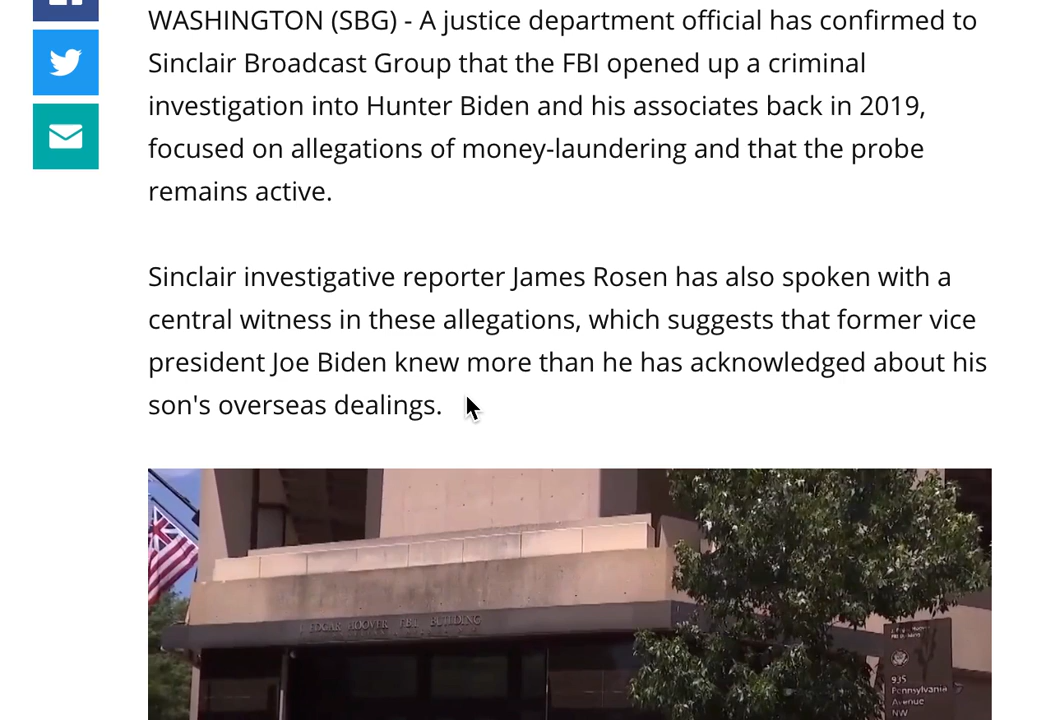 WASHINGTON (SBG) - A justice department official has confirmed to
Sinclair Broadcast Group that the FBI opened up a criminal
investigation into Hunter Biden and his associates back in 2019,
focused on allegations of money-laundering and that the probe
remains active.
Sinclair investigative reporter James Rosen has also spoken with a
central witness in these allegations, which suggests that former vice
president Joe Biden knew more than he has acknowledged about his
son's overseas dealings.
EDGAR HOOVER FBI BUILDING
935
Pennsylvania
Avenue
NW